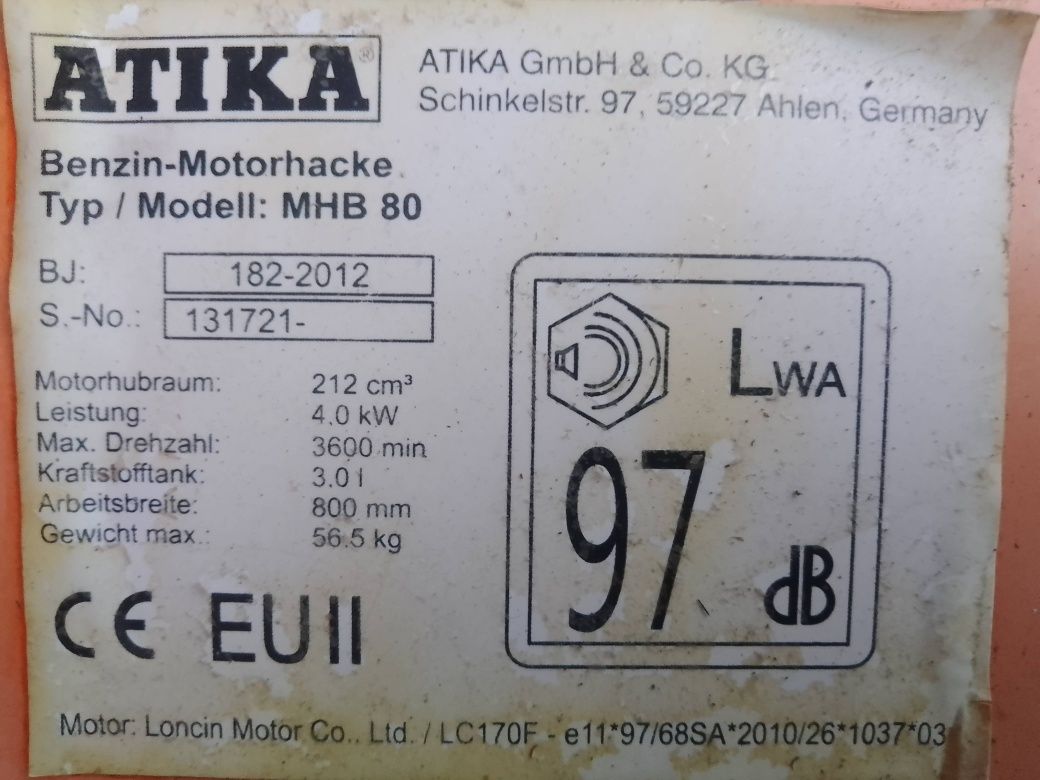 ATIKA®
ATIKA GmbH & Co. KG
Schinkelstr. 97, 59227 Ahlen, Germany
Benzin-Motorhacke
Typ / Modell: MHB 80
BJ: 182-2012
S.-No.: 131721-
Motorhubraum: 212 cm³
Leistung: 4.0 kW
Max. Drehzahl: 3600 min
Kraftstofftank: 3.0 l
Arbeitsbreite: 800 mm
Gewicht max.: 56.5 kg
CE EU II
LWA
97
dB
Motor: Loncin Motor Co., Ltd. / LC170F - e11*97/68SA*2010/26*1037*03